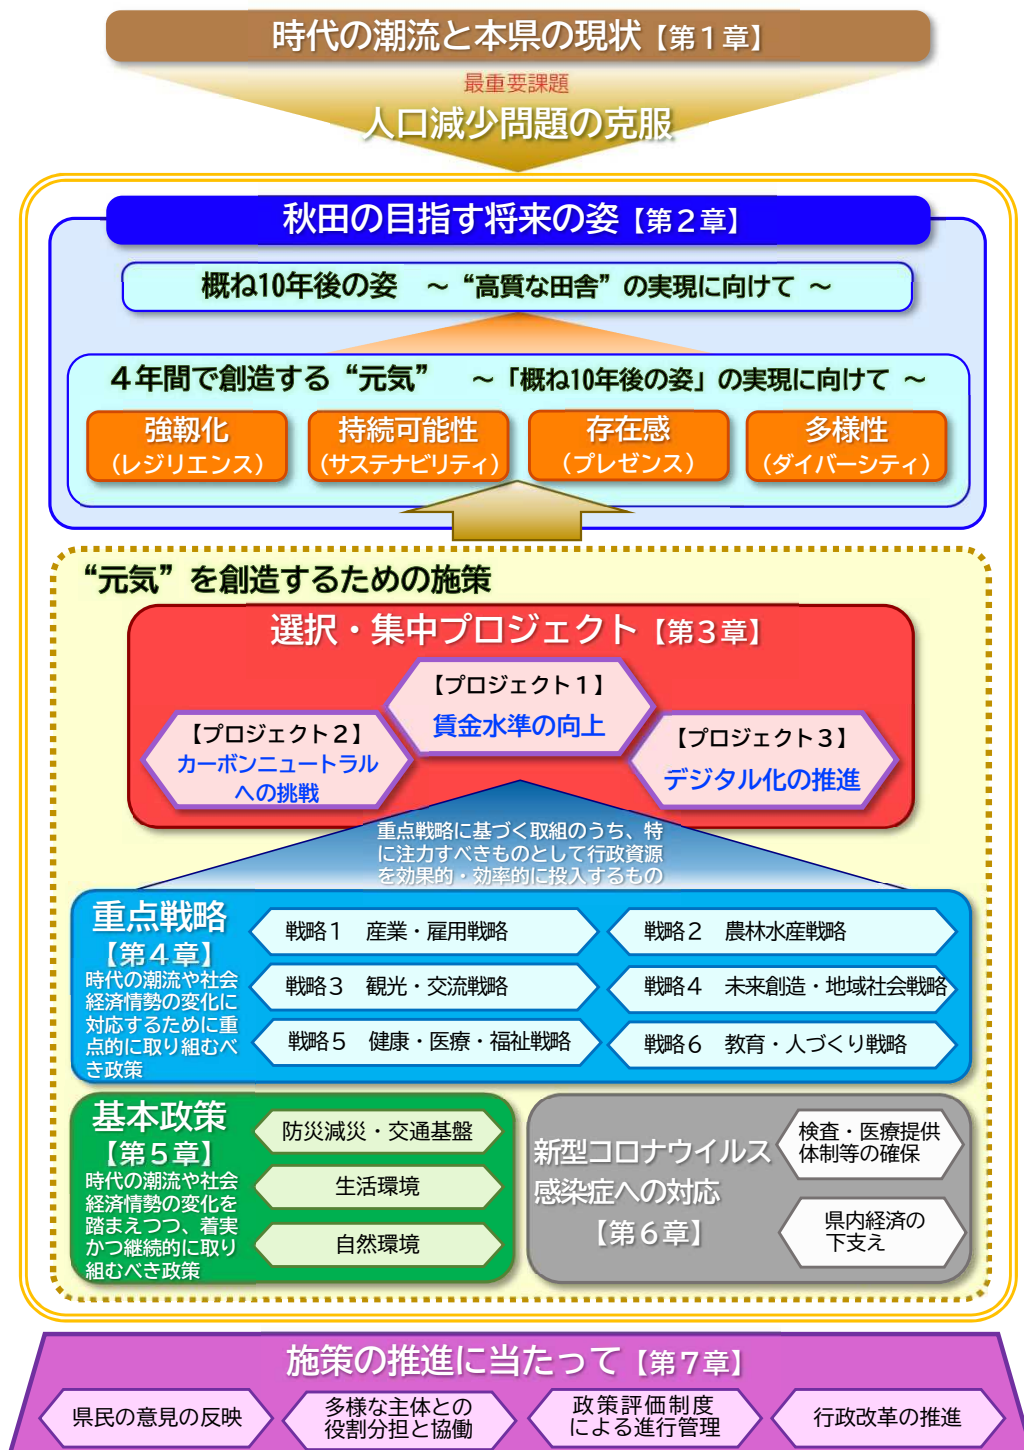 時代の潮流と本県の現状【第１章】
最重要課題
人口減少問題の克服
秋田の目指す将来の姿【第２章】
概ね10年後の姿　～“高質な田舎”の実現に向けて～
４年間で創造する“元気”　～「概ね10年後の姿」の実現に向けて～
強靱化
（レジリエンス）
持続可能性
（サステナビリティ）
存在感
（プレゼンス）
多様性
（ダイバーシティ）
“元気”を創造するための施策
選択・集中プロジェクト【第３章】
【プロジェクト１】
賃金水準の向上
【プロジェクト２】
カーボンニュートラル
への挑戦
【プロジェクト３】
デジタル化の推進
重点戦略に基づく取組のうち、特
に注力すべきものとして行政資源
を効果的・効率的に投入するもの
重点戦略
【第４章】
時代の潮流や社会
経済情勢の変化に
対応するために重
点的に取り組むべ
き政策
戦略１　産業・雇用戦略
戦略２　農林水産戦略
戦略３　観光・交流戦略
戦略４　未来創造・地域社会戦略
戦略５　健康・医療・福祉戦略
戦略６　教育・人づくり戦略
基本政策
【第５章】
時代の潮流や社会
経済情勢の変化を
踏まえつつ、着実
かつ継続的に取り
組むべき政策
防災減災・交通基盤
生活環境
自然環境
新型コロナウイルス
感染症への対応
【第６章】
検査・医療提供
体制等の確保
県内経済の
下支え
施策の推進に当たって【第７章】
県民の意見の反映
多様な主体との
役割分担と協働
政策評価制度
による進行管理
行政改革の推進